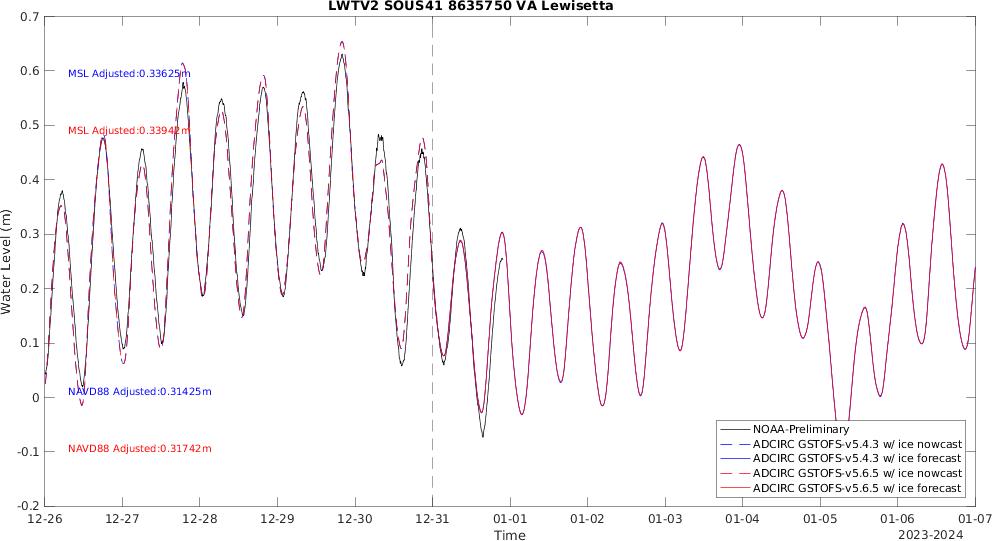 LWTV2 SOUS41 8635750 VA Lewisetta
0.7
0.6
0.5
0.4
0.3
0.2
0.1
0
-0.1
-0.2
Water Level (m)
MSL Adjusted:0.33625m
MSL Adjusted:0.33942m
NAVD88 Adjusted:0.31425m
NAVD88 Adjusted:0.31742m
NOAA-Preliminary
ADCIRC GSTOFS-v5.4.3 w/ ice nowcast
ADCIRC GSTOFS-v5.4.3 w/ ice forecast
ADCIRC GSTOFS-v5.6.5 w/ ice nowcast
ADCIRC GSTOFS-v5.6.5 w/ ice forecast
12-26 12-27 12-28 12-29 12-30 12-31 01-01 01-02 01-03 01-04 01-05 01-06 01-07
Time
2023-2024